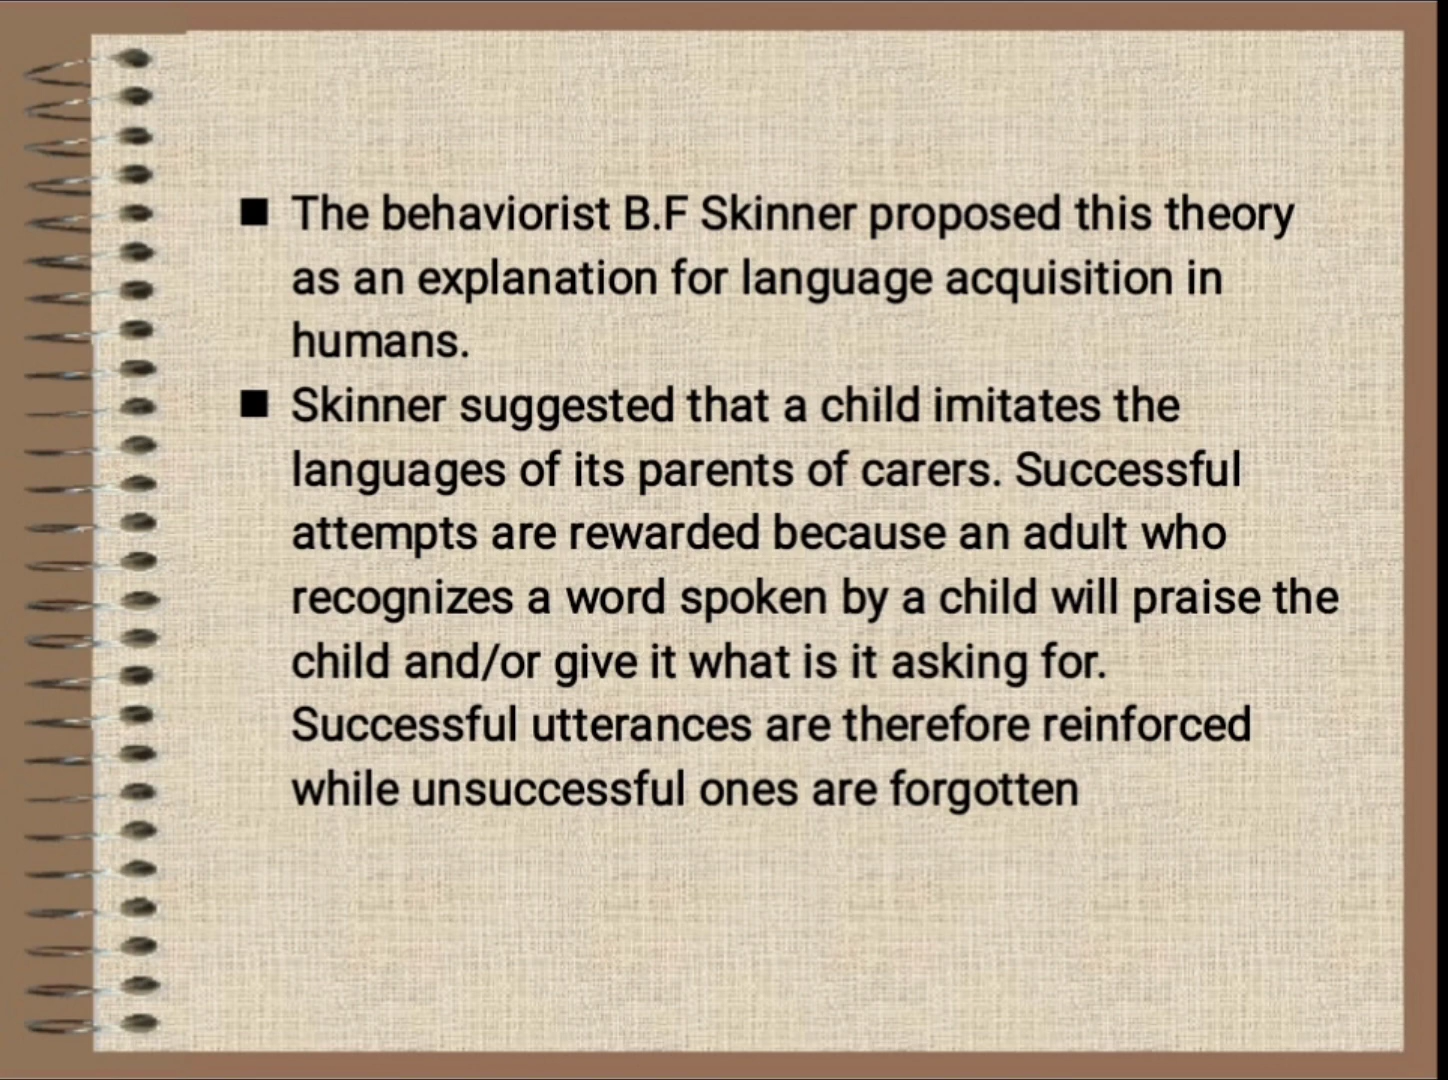 ■ The behaviorist B.F Skinner proposed this theory
as an explanation for language acquisition in
humans.
■ Skinner suggested that a child imitates the
languages of its parents of carers. Successful
attempts are rewarded because an adult who
recognizes a word spoken by a child will praise the
child and/or give it what is it asking for.
Successful utterances are therefore reinforced
while unsuccessful ones are forgotten